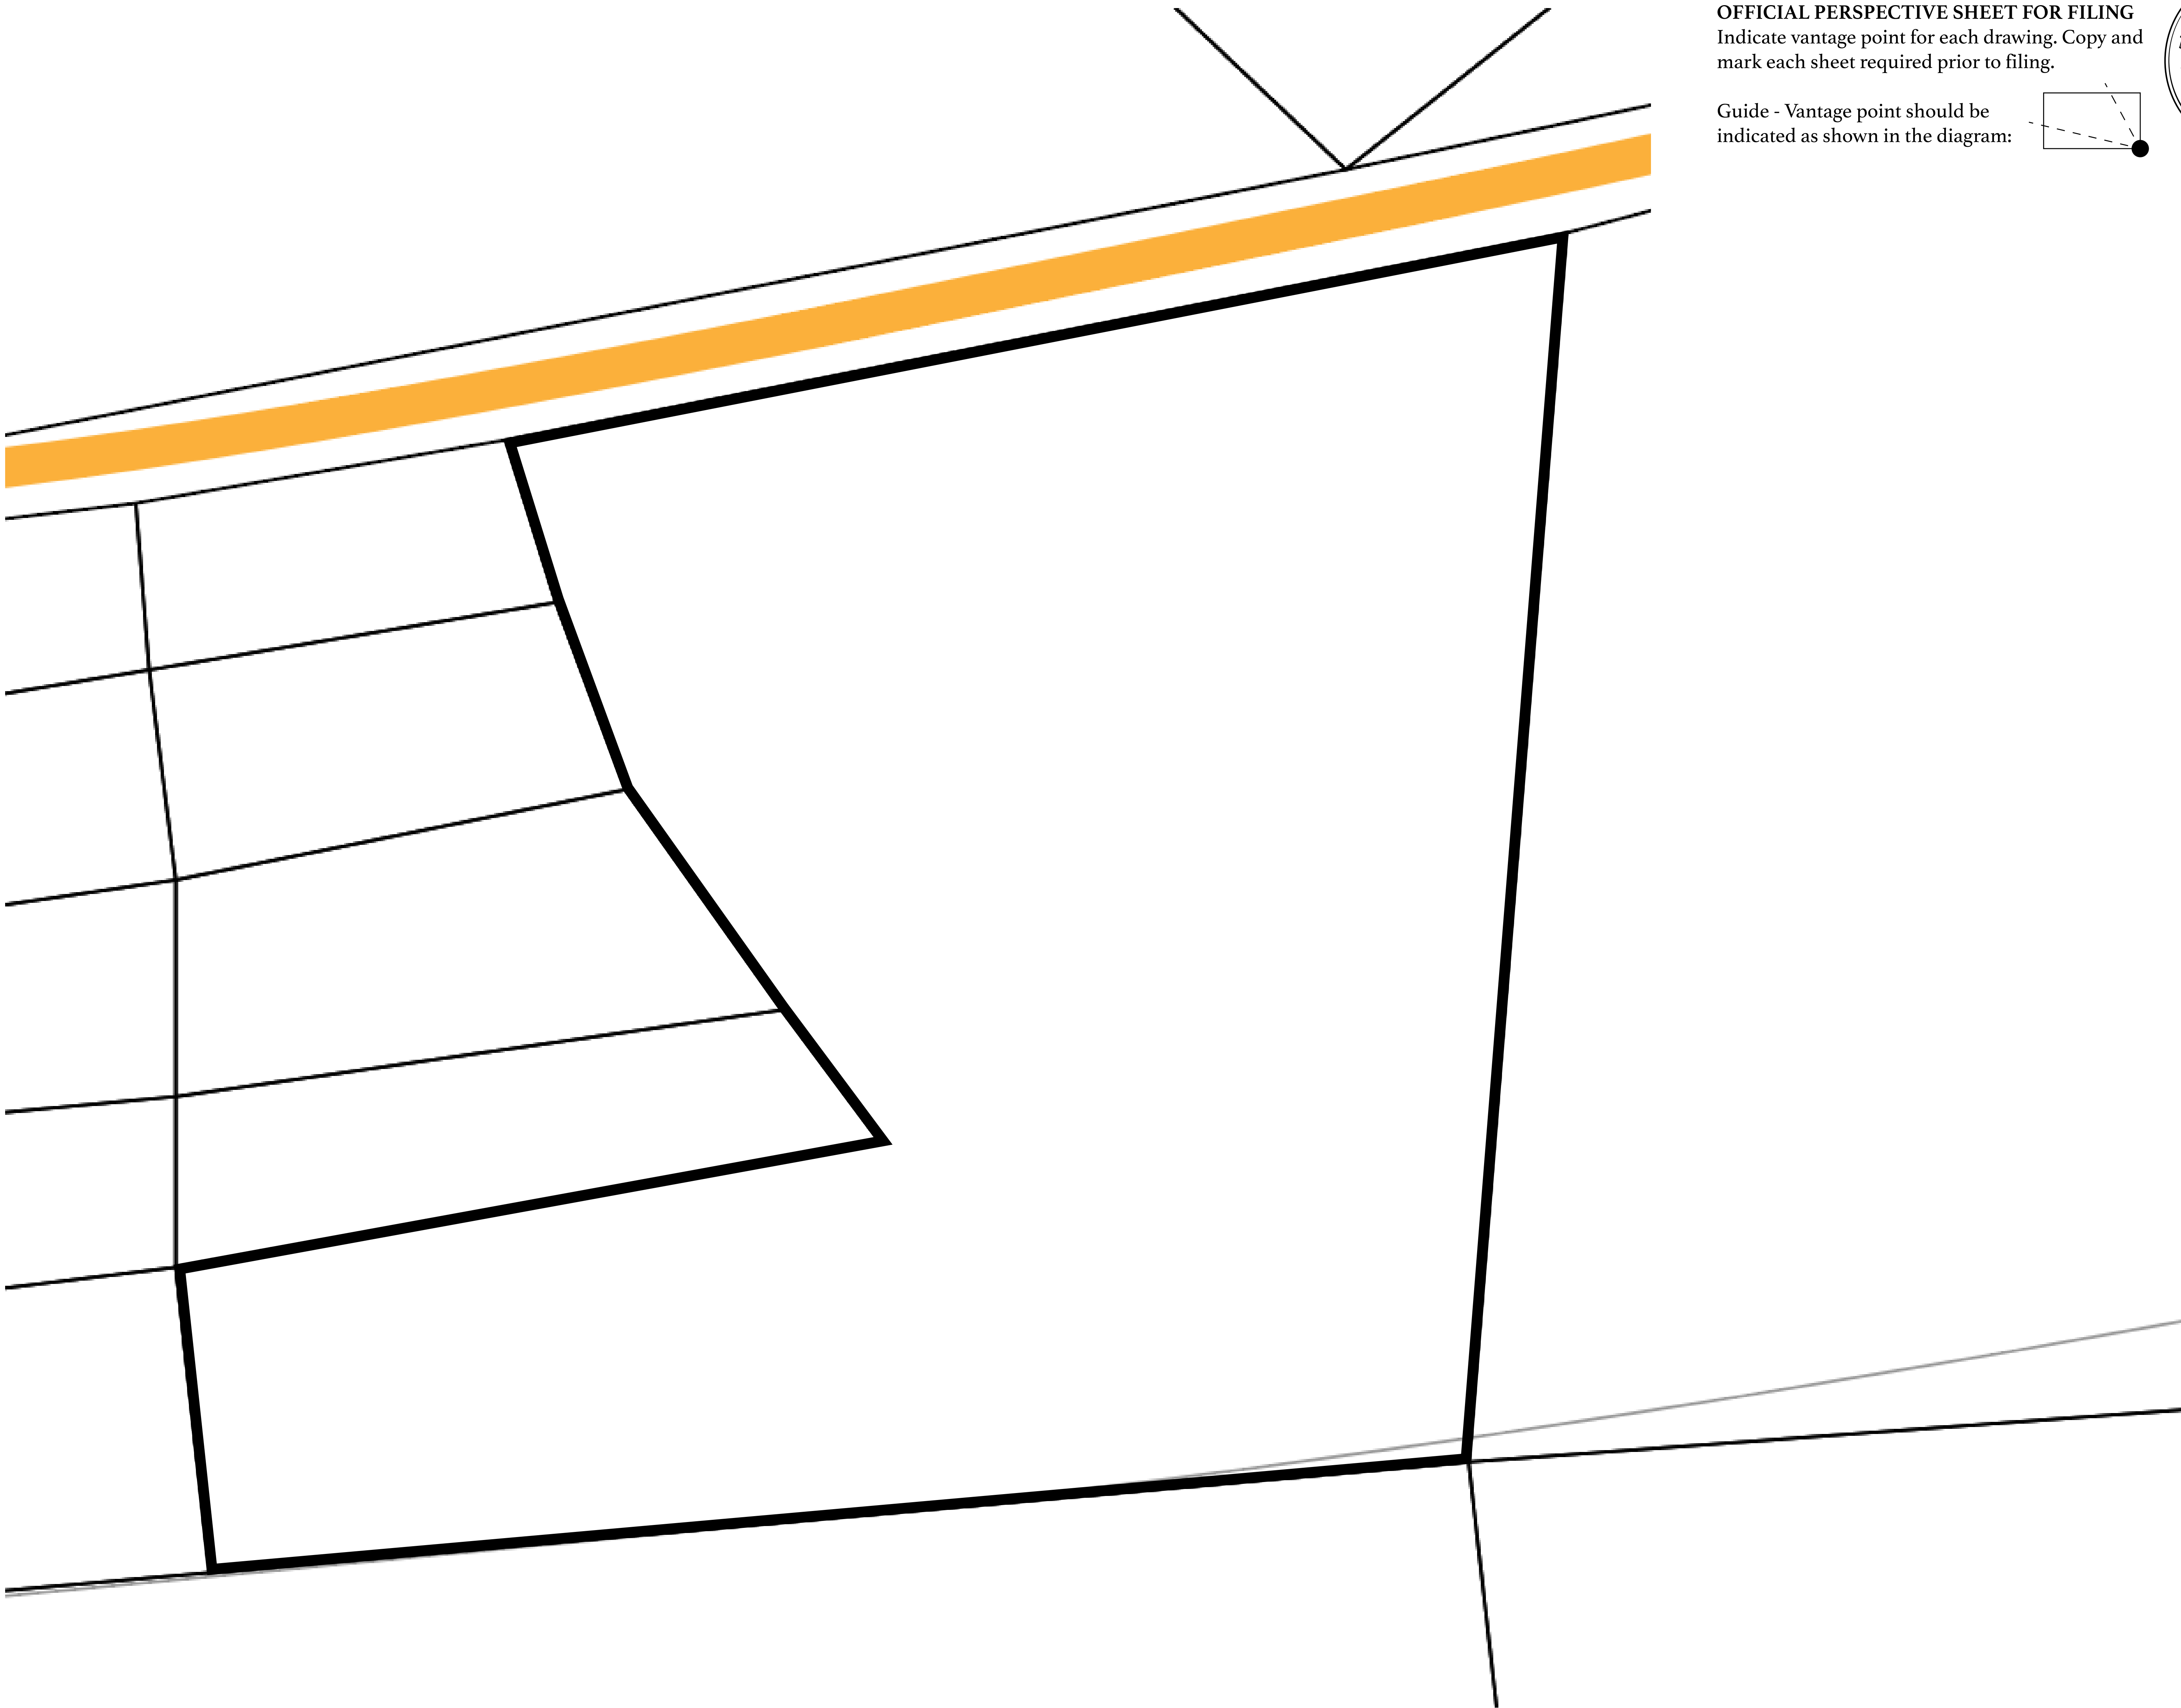 OFFICIAL PERSPECTIVE SHEET FOR FILING
Indicate vantage point for each drawing. Copy and
mark each sheet required prior to filing.
Guide - Vantage point should be
indicated as shown in the diagram: